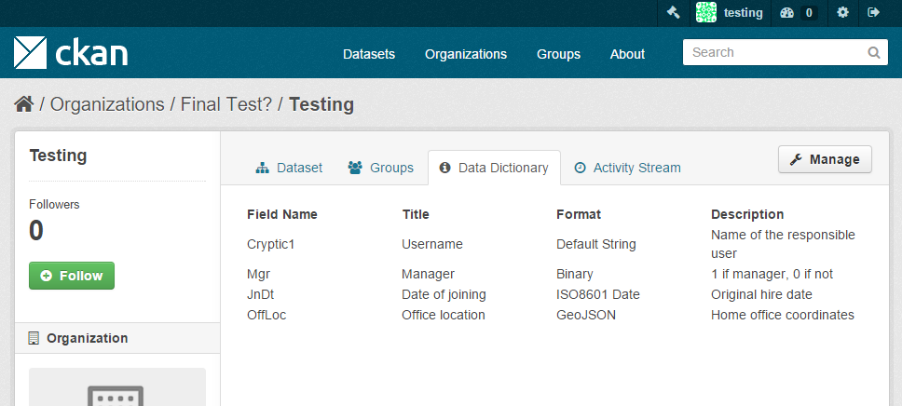 testing 0
ckan Datasets Organizations Groups About Search
/ Organizations / Final Test? / Testing
Testing
Followers
0
Follow
Organization
Dataset Groups Data Dictionary Activity Stream Manage
Field Name Title Format Description
Cryptic1 Username Default String Name of the responsible
user
Mgr Manager Binary 1 if manager, 0 if not
JnDt Date of joining ISO8601 Date Original hire date
OffLoc Office location GeoJSON Home office coordinates